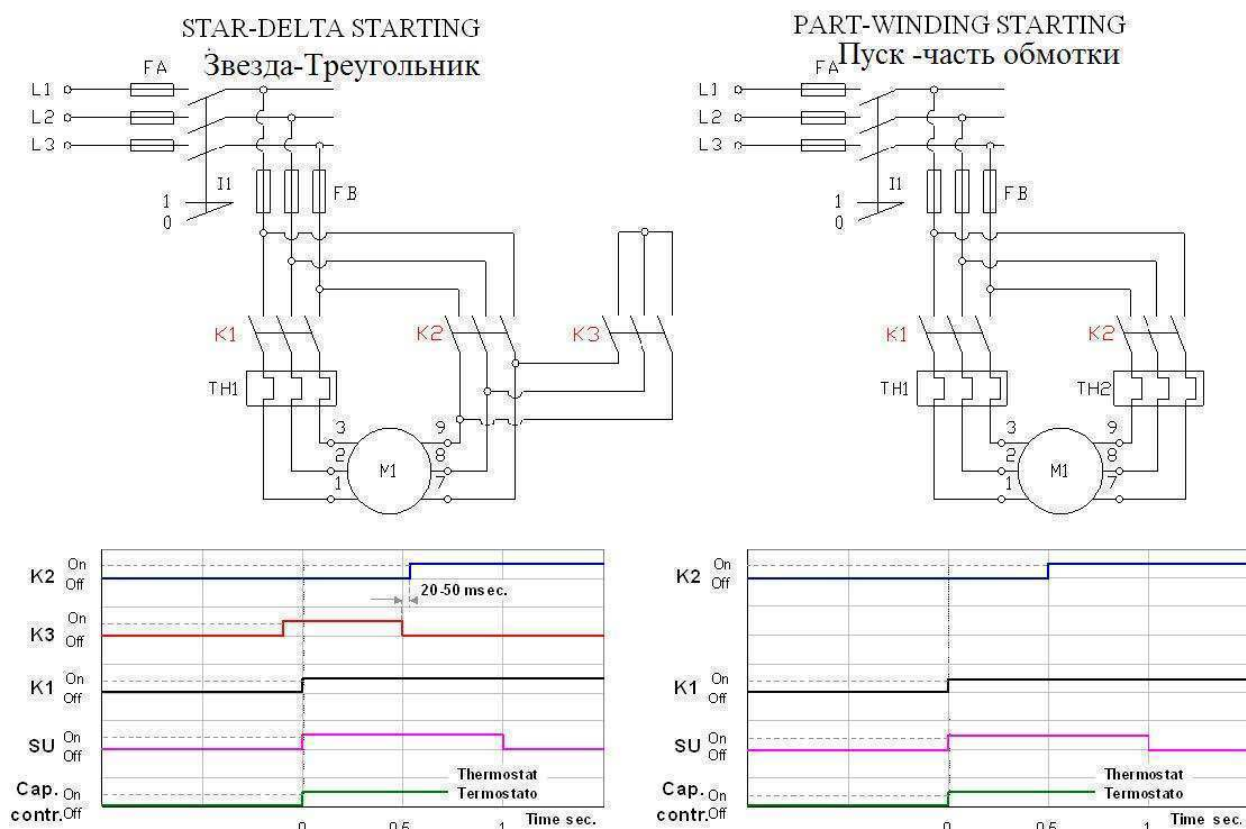 STAR-DELTA STARTING
Звезда-Треугольник
FA
L1
L2
L3
I1
1
0
FB
K1
K2
K3
TH1
3
2
1
M1
9
8
7
PART-WINDING STARTING
Пуск -часть обмотки
FA
L1
L2
L3
I1
1
0
FB
K1
K2
TH1
TH2
3
2
1
M1
9
8
7
K2 On
Off
20-50 msec.
K3 On
Off
K1 On
Off
SU On
Off
Cap. contr. On
Off
Thermostat
Termostato
0 0.5 1 Time sec.
K2 On
Off
K1 On
Off
SU On
Off
Cap. contr. On
Off
Thermostat
Termostato
0 0.5 1 Time sec.